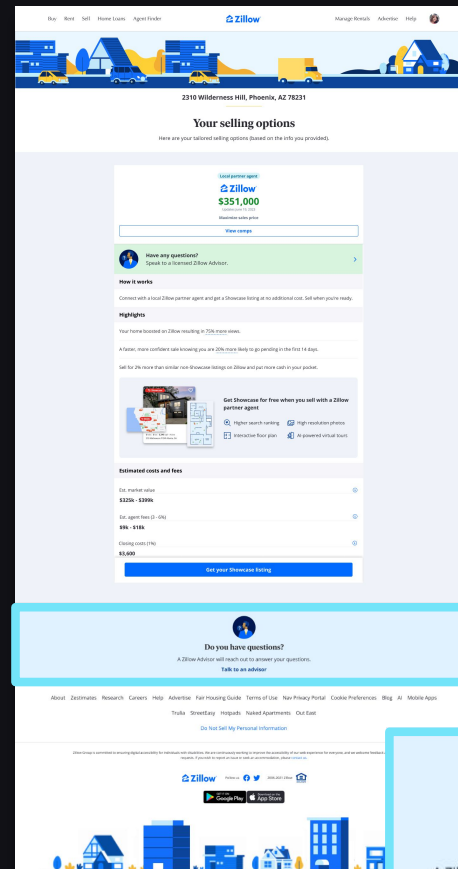 Buy Rent Sell Home Loans Agent Finder Zillow Manage Rentals Advertise Help
2310 Wilderness Hill, Phoenix, AZ 78231
Your selling options
Here are your tailored selling options (based on the info you provided).
Local partner agent
Zillow
$351,000
Maximize sales price
View comps
Have any questions?
Speak to a licensed Zillow Advisor.
How it works
Connect with a local Zillow partner agent and get a Showcase listing at no additional cost. Sell when you're ready.
Highlights
Your home boosted on Zillow resulting in 75% more views.
A faster, more confident sale knowing you are 20% more likely to go pending in the first 14 days.
Sell for 2% more than similar non-Showcase listings on Zillow and put more cash in your pocket.
Get Showcase for free when you sell with a Zillow
partner agent
Higher search ranking High resolution photos
Interactive floor plan AI-powered virtual tours
Estimated costs and fees
Est. market value
$325k - $399k
Est. agent fees (3 - 6%)
$9k - $18k
Closing costs (1%)
$3,600
Get your Showcase listing
Do you have questions?
A Zillow Advisor will reach out to answer your questions.
Talk to an advisor
About Zestimates Research Careers Help Advertise Fair Housing Guide Terms of Use Nav Privacy Portal Cookie Preferences Blog AI Mobile Apps
Trulia StreetEasy Hotpads Naked Apartments Out East
Do Not Sell My Personal Information
Zillow Follow us
GET IT ON Google Play Download on the App Store